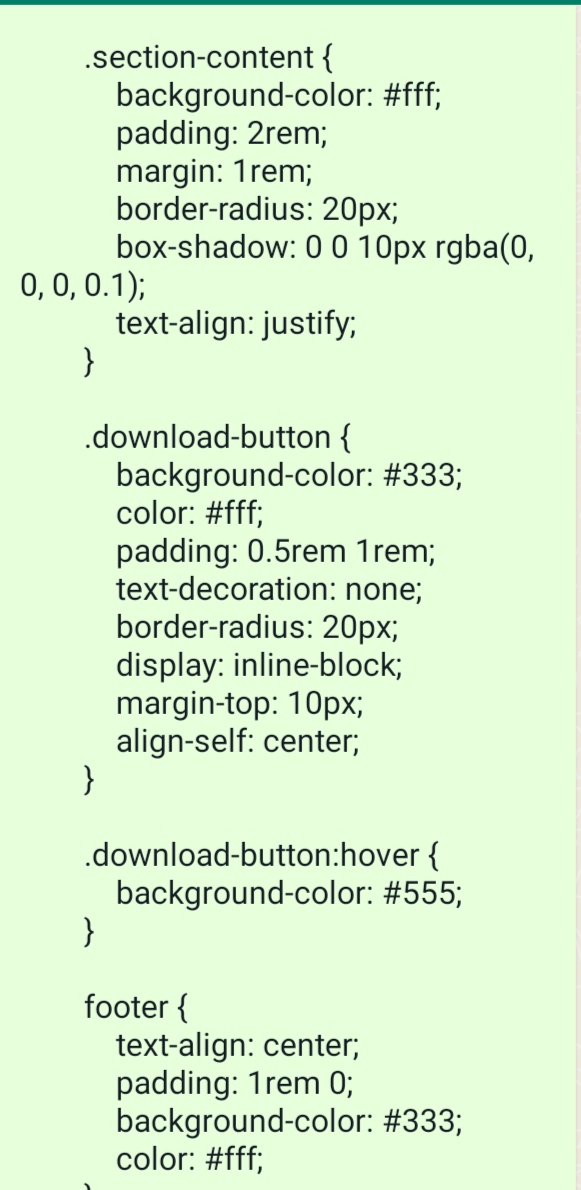 .section-content {
background-color: #fff;
padding: 2rem;
margin: 1rem;
border-radius: 20px;
box-shadow: 0 0 10px rgba(0,
0, 0, 0.1);
text-align: justify;
}
.download-button {
background-color: #333;
color: #fff;
padding: 0.5rem 1rem;
text-decoration: none;
border-radius: 20px;
display: inline-block;
margin-top: 10px;
align-self: center;
}
.download-button:hover {
background-color: #555;
}
footer {
text-align: center;
padding: 1rem 0;
background-color: #333;
color: #fff;
}